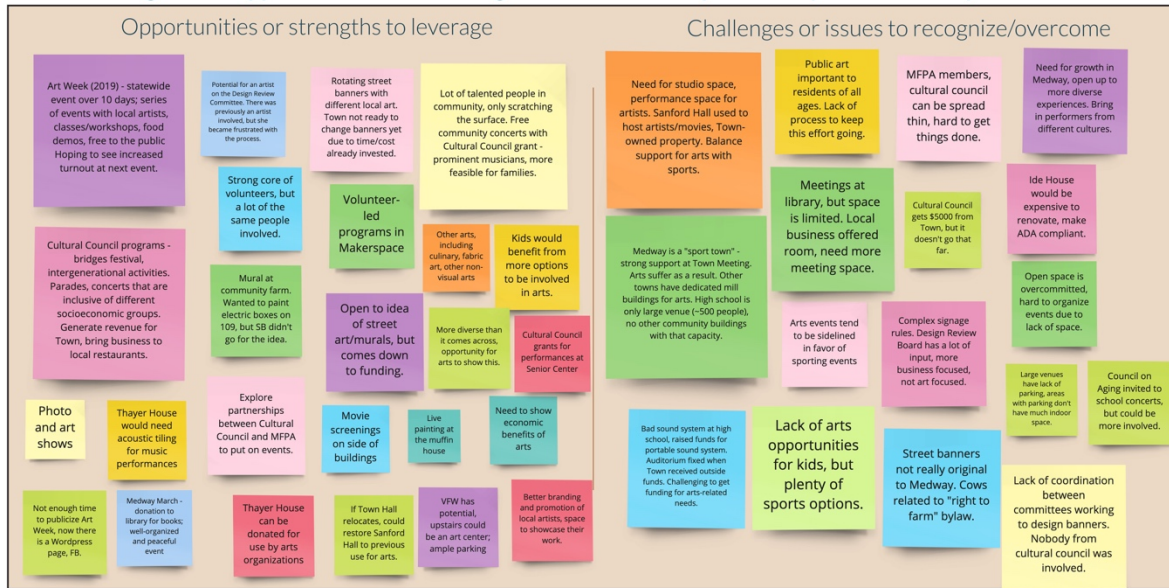 Opportunities or strengths to leverage
Art Week (2019) - statewide
event over 10 days; series
of events with local artists,
classes/workshops, food
demos, free to the public
Hoping to see increased
turnout at next event.
Potential for an artist
on the Design Review
Committee. There was
previously an artist
involved, but she
became frustrated with
the process.
Rotating street
banners with
different local art.
Town not ready to
change banners yet
due to time/cost
already invested.
Lot of talented people in
community, only scratching
the surface. Free
community concerts with
Cultural Council grant -
prominent musicians, more
feasible for families.
Strong core of
volunteers, but
a lot of the
same people
involved.
Volunteer-
led
programs in
Makerspace
Cultural Council programs -
bridges festival,
intergenerational activities.
Parades, concerts that are
inclusive of different
socioeconomic groups.
Generate revenue for
Town, bring business to
local restaurants.
Mural at
community farm.
Wanted to paint
electric boxes on
109, but SB didn't
go for the idea.
Other arts,
including
culinary, fabric
art, other non-
visual arts
Kids would
benefit from
more options
to be involved
in arts.
Open to idea of
street
art/murals, but
comes down
to funding.
More diverse than
it comes across,
opportunity for
arts to show this.
Cultural Council
grants for
performances at
Senior Center
Photo
and art
shows
Thayer House
would need
acoustic tiling
for music
performances
Explore
partnerships
between Cultural
Council and MFPA
to put on events.
Movie
screenings
on side of
buildings
Live
painting at the
muffin
house
Need to show
economic
benefits of
arts
Not enough time
to publicize Art
Week, now there
is a Wordpress
page, FB.
Medway March -
donation to
library for books;
well-organized
and peaceful
event
Thayer House
can be
donated for
use by arts
organizations
If Town Hall
relocates, could
restore Sanford
Hall to previous
use for arts.
VFW has
potential,
upstairs could
be an art center;
ample parking
Better branding
and promotion of
local artists, space
to showcase their
work.
Challenges or issues to recognize/overcome
Need for studio space,
performance space for
artists. Sanford Hall used to
host artists/movies, Town-
owned property. Balance
support for arts with
sports.
Public art
important to
residents of all
ages. Lack of
process to keep
this effort going.
MFPA members,
cultural council
can be spread
thin, hard to get
things done.
Need for growth in
Medway, open up to
more diverse
experiences. Bring
in performers from
different cultures.
Meetings at
library, but space
is limited. Local
business offered
room, need more
meeting space.
Cultural Council
gets $5000 from
Town, but it
doesn't go that
far.
Ide House
would be
expensive to
renovate, make
ADA compliant.
Medway is a "sport town" -
strong support at Town Meeting.
Arts suffer as a result. Other
towns have dedicated mill
buildings for arts. High school is
only large venue (~500 people),
no other community buildings
with that capacity.
Open space is
overcommitted,
hard to organize
events due to
lack of space.
Arts events tend
to be sidelined
in favor of
sporting events
Complex signage
rules. Design Review
Board has a lot of
input, more
business focused,
not art focused.
Large venues
have lack of
parking, areas
with parking don't
have much indoor
space.
Council on
Aging invited to
school concerts,
but could be
more involved.
Bad sound system at high
school, raised funds for
portable sound system.
Auditorium fixed when
Town received outside
funds. Challenging to get
funding for arts-related
needs.
Lack of arts
opportunities
for kids, but
plenty of
sports options.
Street banners
not really original
to Medway. Cows
related to "right to
farm" bylaw.
Lack of coordination
between
committees working
to design banners.
Nobody from
cultural council was
involved.